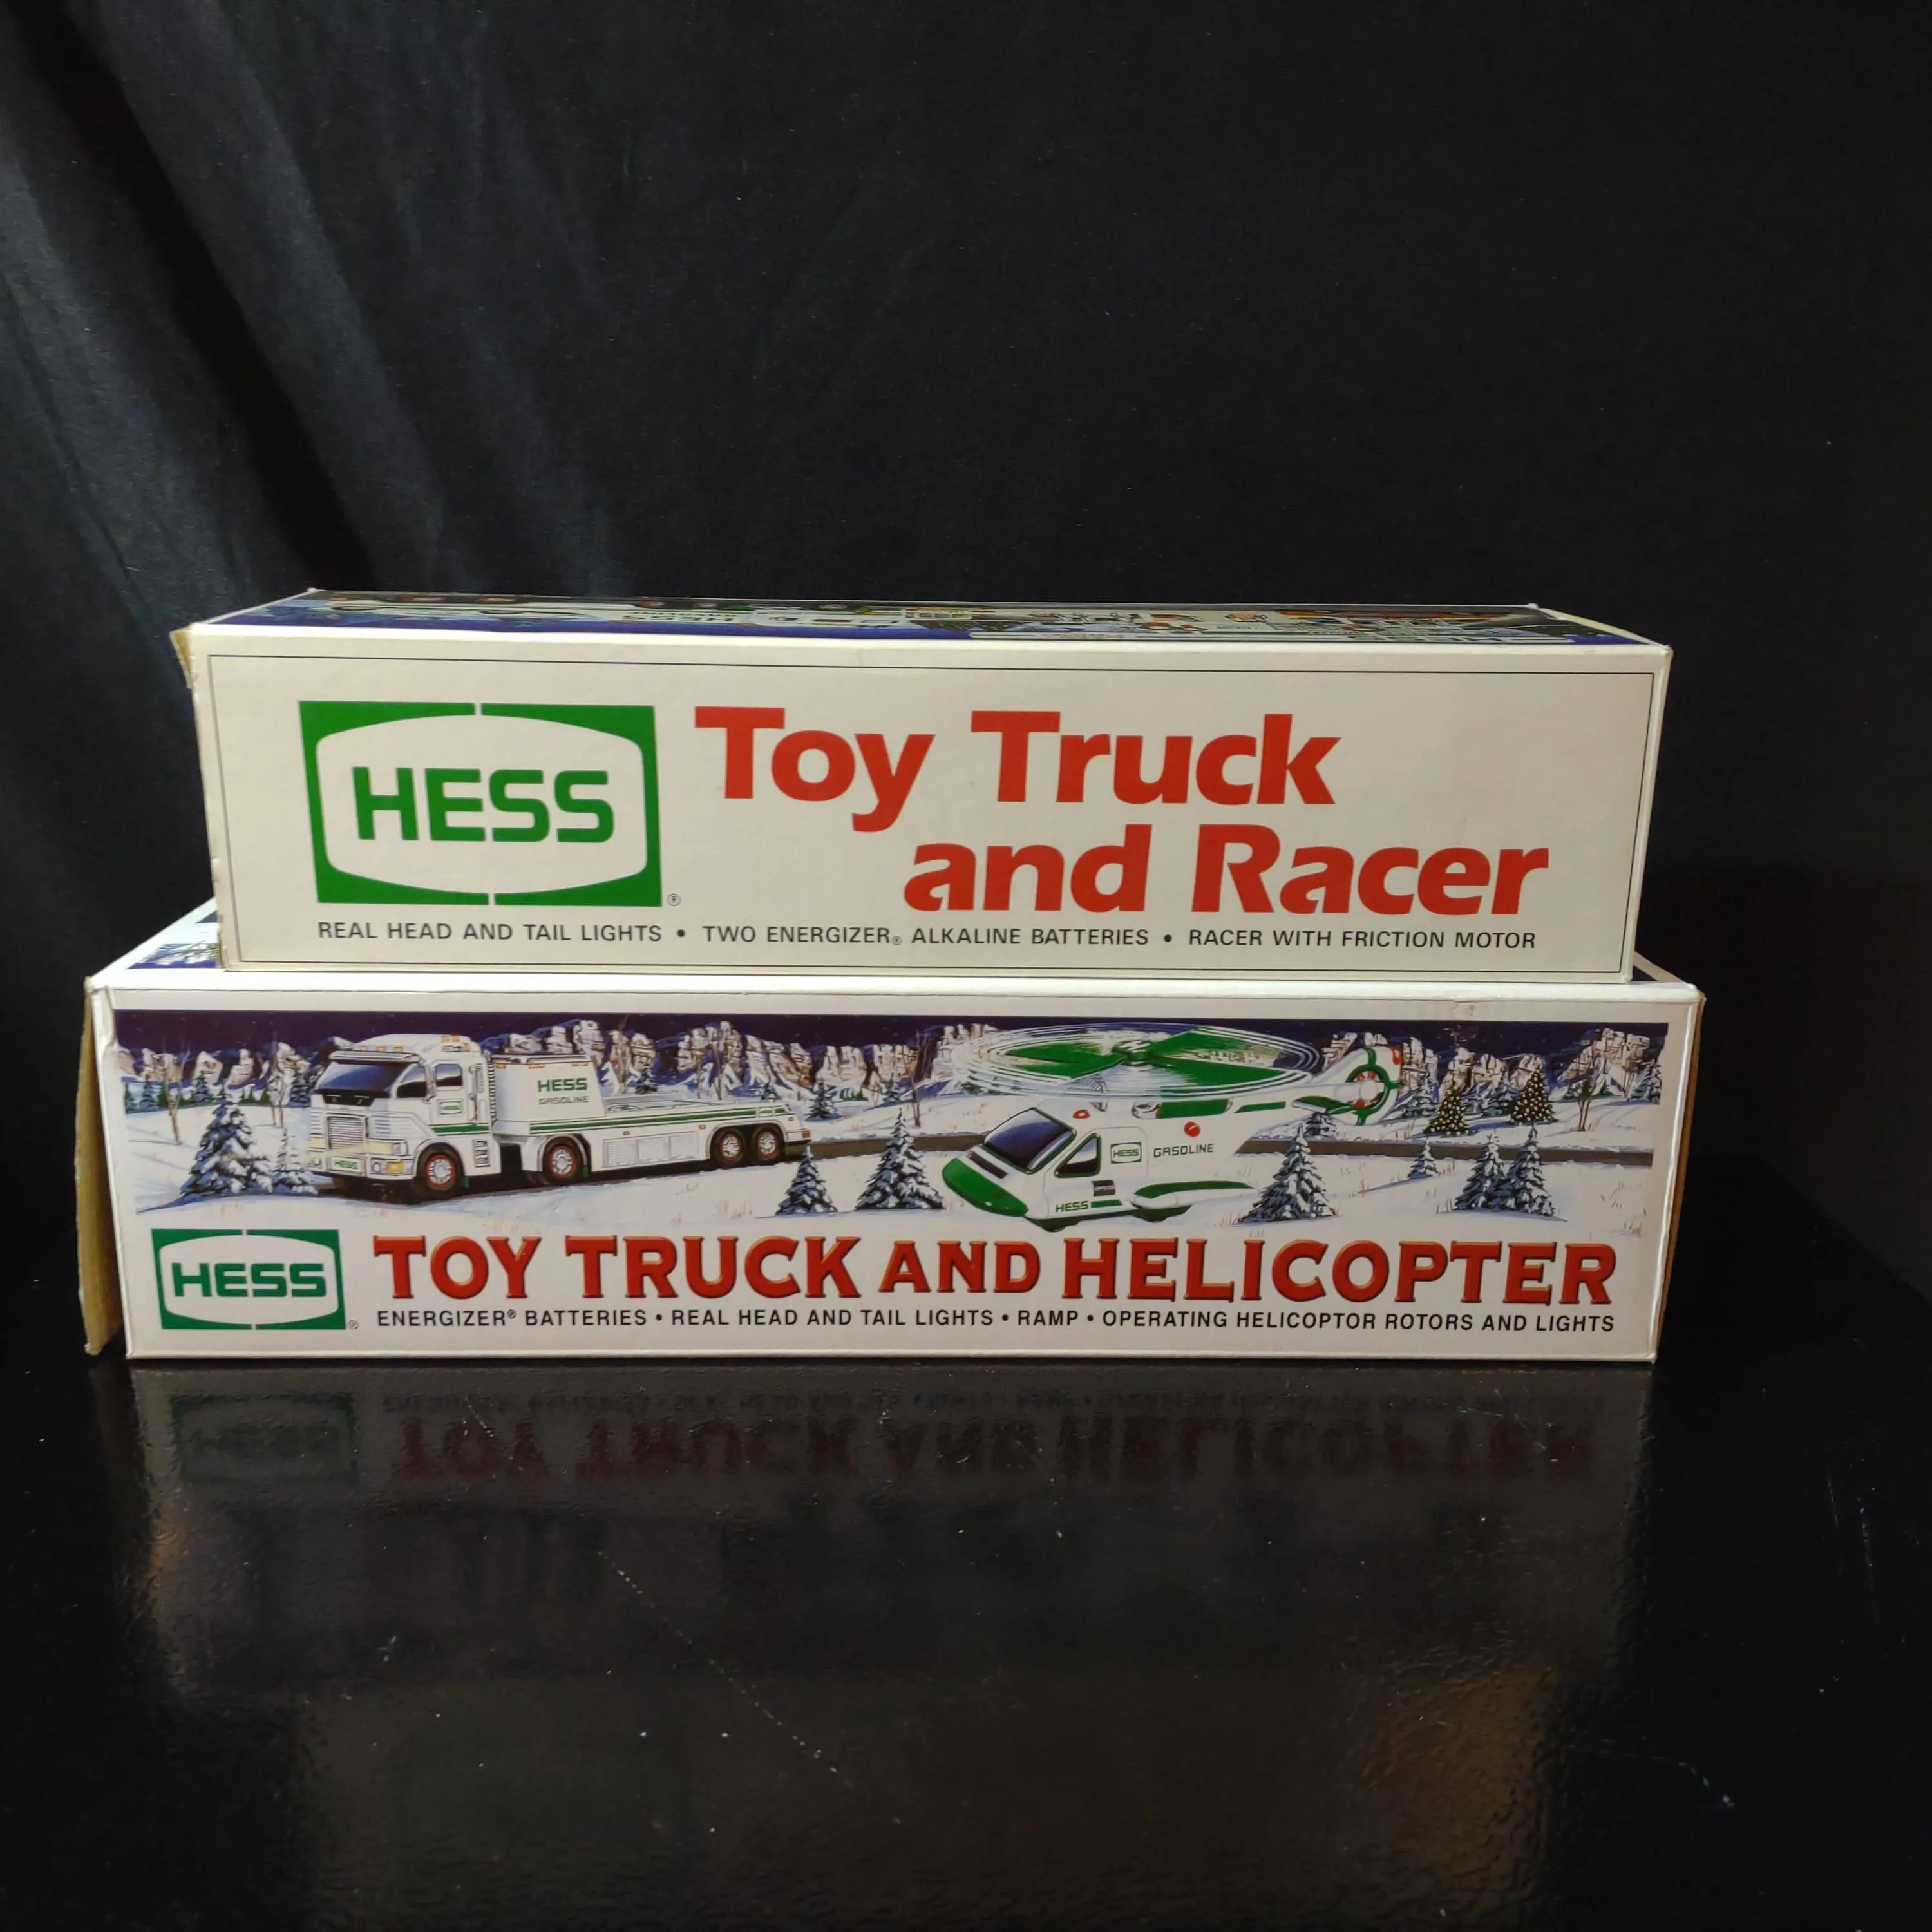 HESS
Toy Truck
and Racer
®
REAL HEAD AND TAIL LIGHTS • TWO ENERGIZER® ALKALINE BATTERIES • RACER WITH FRICTION MOTOR
HESS
GASOLINE
HESS
HESS
HESS GASOLINE
HESS
HESS
TOY TRUCK AND HELICOPTER
®
ENERGIZER® BATTERIES • REAL HEAD AND TAIL LIGHTS • RAMP • OPERATING HELICOPTOR ROTORS AND LIGHTS